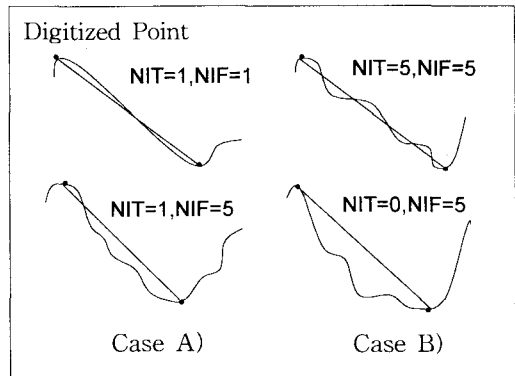 Digitized Point
NIT=1,NIF=1
NIT=5,NIF=5
NIT=1,NIF=5
NIT=0,NIF=5
Case A)
Case B)